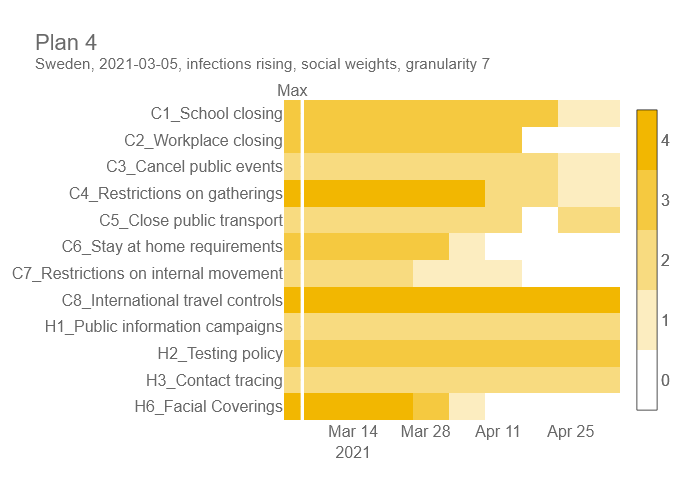 Plan 4
Sweden, 2021-03-05, infections rising, social weights, granularity 7
Max
C1_School closing
C2_Workplace closing
C3_Cancel public events
C4_Restrictions on gatherings
C5_Close public transport
C6_Stay at home requirements
C7_Restrictions on internal movement
C8_International travel controls
H1_Public information campaigns
H2_Testing policy
H3_Contact tracing
H6_Facial Coverings
4
3
2
1
0
Mar 14 Mar 28 Apr 11 Apr 25
2021